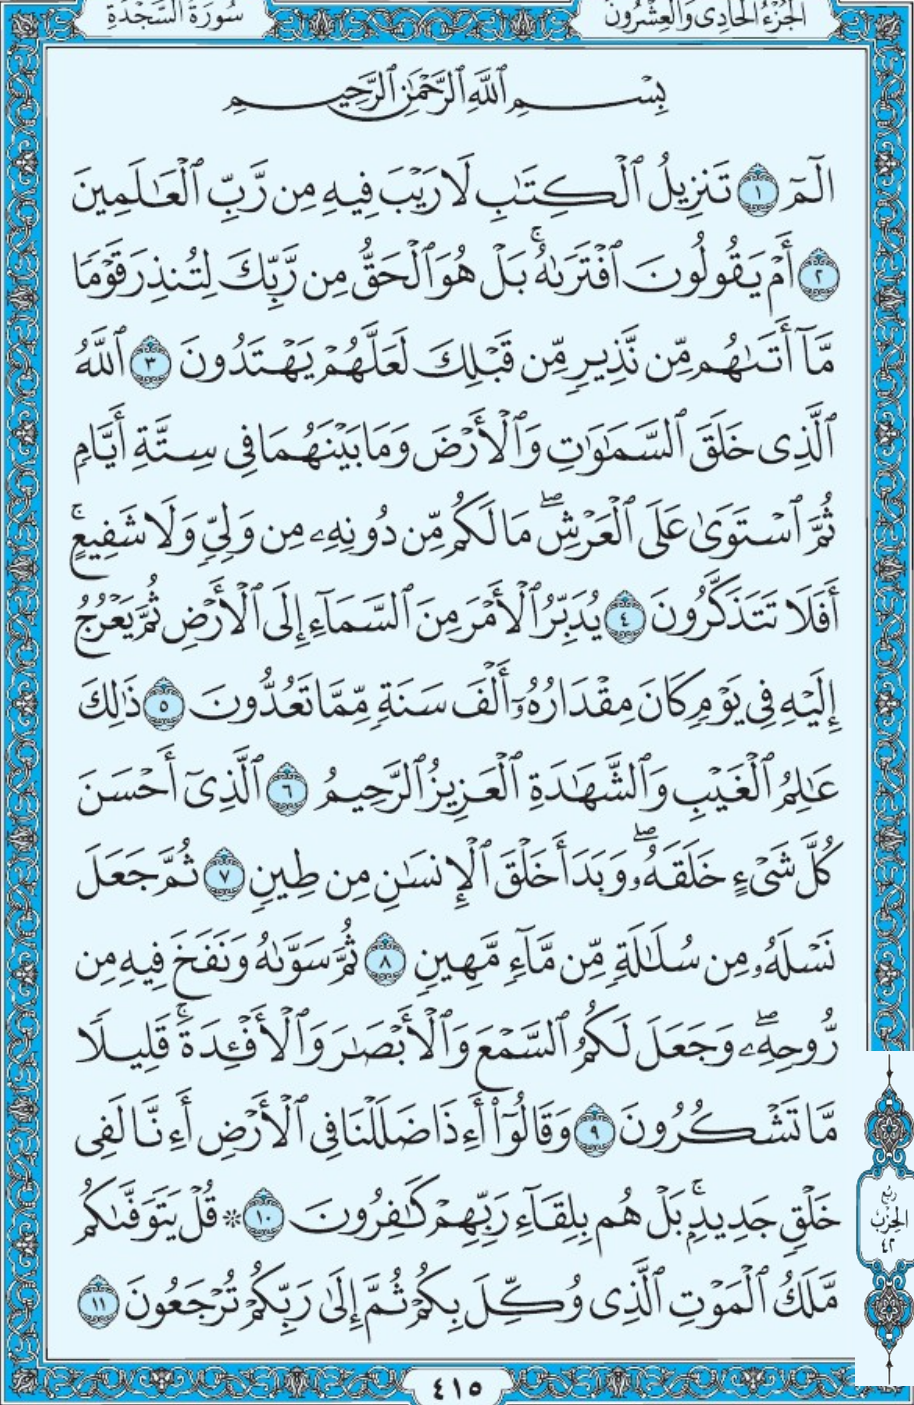 الجُزْءُ الحَادِي وَالعِشْرُونَ
سُورَةُ السَّجْدَةِ
بِسْمِ ٱللَّهِ ٱلرَّحْمَٰنِ ٱلرَّحِيمِ
الٓمٓ ١ تَنزِيلُ ٱلْكِتَٰبِ لَا رَيْبَ فِيهِ مِن رَّبِّ ٱلْعَٰلَمِينَ
٢ أَمْ يَقُولُونَ ٱفْتَرَىٰهُ ۚ بَلْ هُوَ ٱلْحَقُّ مِن رَّبِّكَ لِتُنذِرَ قَوْمًا
مَّآ أَتَىٰهُم مِّن نَّذِيرٍ مِّن قَبْلِكَ لَعَلَّهُمْ يَهْتَدُونَ ٣ ٱللَّهُ
ٱلَّذِى خَلَقَ ٱلسَّمَٰوَٰتِ وَٱلْأَرْضَ وَمَا بَيْنَهُمَا فِى سِتَّةِ أَيَّامٍ
ثُمَّ ٱسْتَوَىٰ عَلَى ٱلْعَرْشِ ۖ مَا لَكُم مِّن دُونِهِۦ مِن وَلِىٍّ وَلَا شَفِيعٍ ۚ
أَفَلَا تَتَذَكَّرُونَ ٤ يُدَبِّرُ ٱلْأَمْرَ مِنَ ٱلسَّمَآءِ إِلَى ٱلْأَرْضِ ثُمَّ يَعْرُجُ
إِلَيْهِ فِى يَوْمٍ كَانَ مِقْدَارُهُۥٓ أَلْفَ سَنَةٍ مِّمَّا تَعُدُّونَ ٥ ذَٰلِكَ
عَٰلِمُ ٱلْغَيْبِ وَٱلشَّهَٰدَةِ ٱلْعَزِيزُ ٱلرَّحِيمُ ٦ ٱلَّذِىٓ أَحْسَنَ
كُلَّ شَىْءٍ خَلَقَهُۥ ۖ وَبَدَأَ خَلْقَ ٱلْإِنسَٰنِ مِن طِينٍ ٧ ثُمَّ جَعَلَ
نَسْلَهُۥ مِن سُلَٰلَةٍ مِّن مَّآءٍ مَّهِينٍ ٨ ثُمَّ سَوَّىٰهُ وَنَفَخَ فِيهِ مِن
رُّوحِهِۦ ۖ وَجَعَلَ لَكُمُ ٱلسَّمْعَ وَٱلْأَبْصَٰرَ وَٱلْأَفْـِٔدَةَ ۚ قَلِيلًا
مَّا تَشْكُرُونَ ٩ وَقَالُوٓا۟ أَءِذَا ضَلَلْنَا فِى ٱلْأَرْضِ أَءِنَّا لَفِى
خَلْقٍ جَدِيدٍۭ ۚ بَلْ هُم بِلِقَآءِ رَبِّهِمْ كَٰفِرُونَ ١٠ ۞ قُلْ يَتَوَفَّىٰكُم
مَّلَكُ ٱلْمَوْتِ ٱلَّذِى وُكِّلَ بِكُمْ ثُمَّ إِلَىٰ رَبِّكُمْ تُرْجَعُونَ ١١
رُبْعُ
الحِزْبِ
٤٢
٤١٥